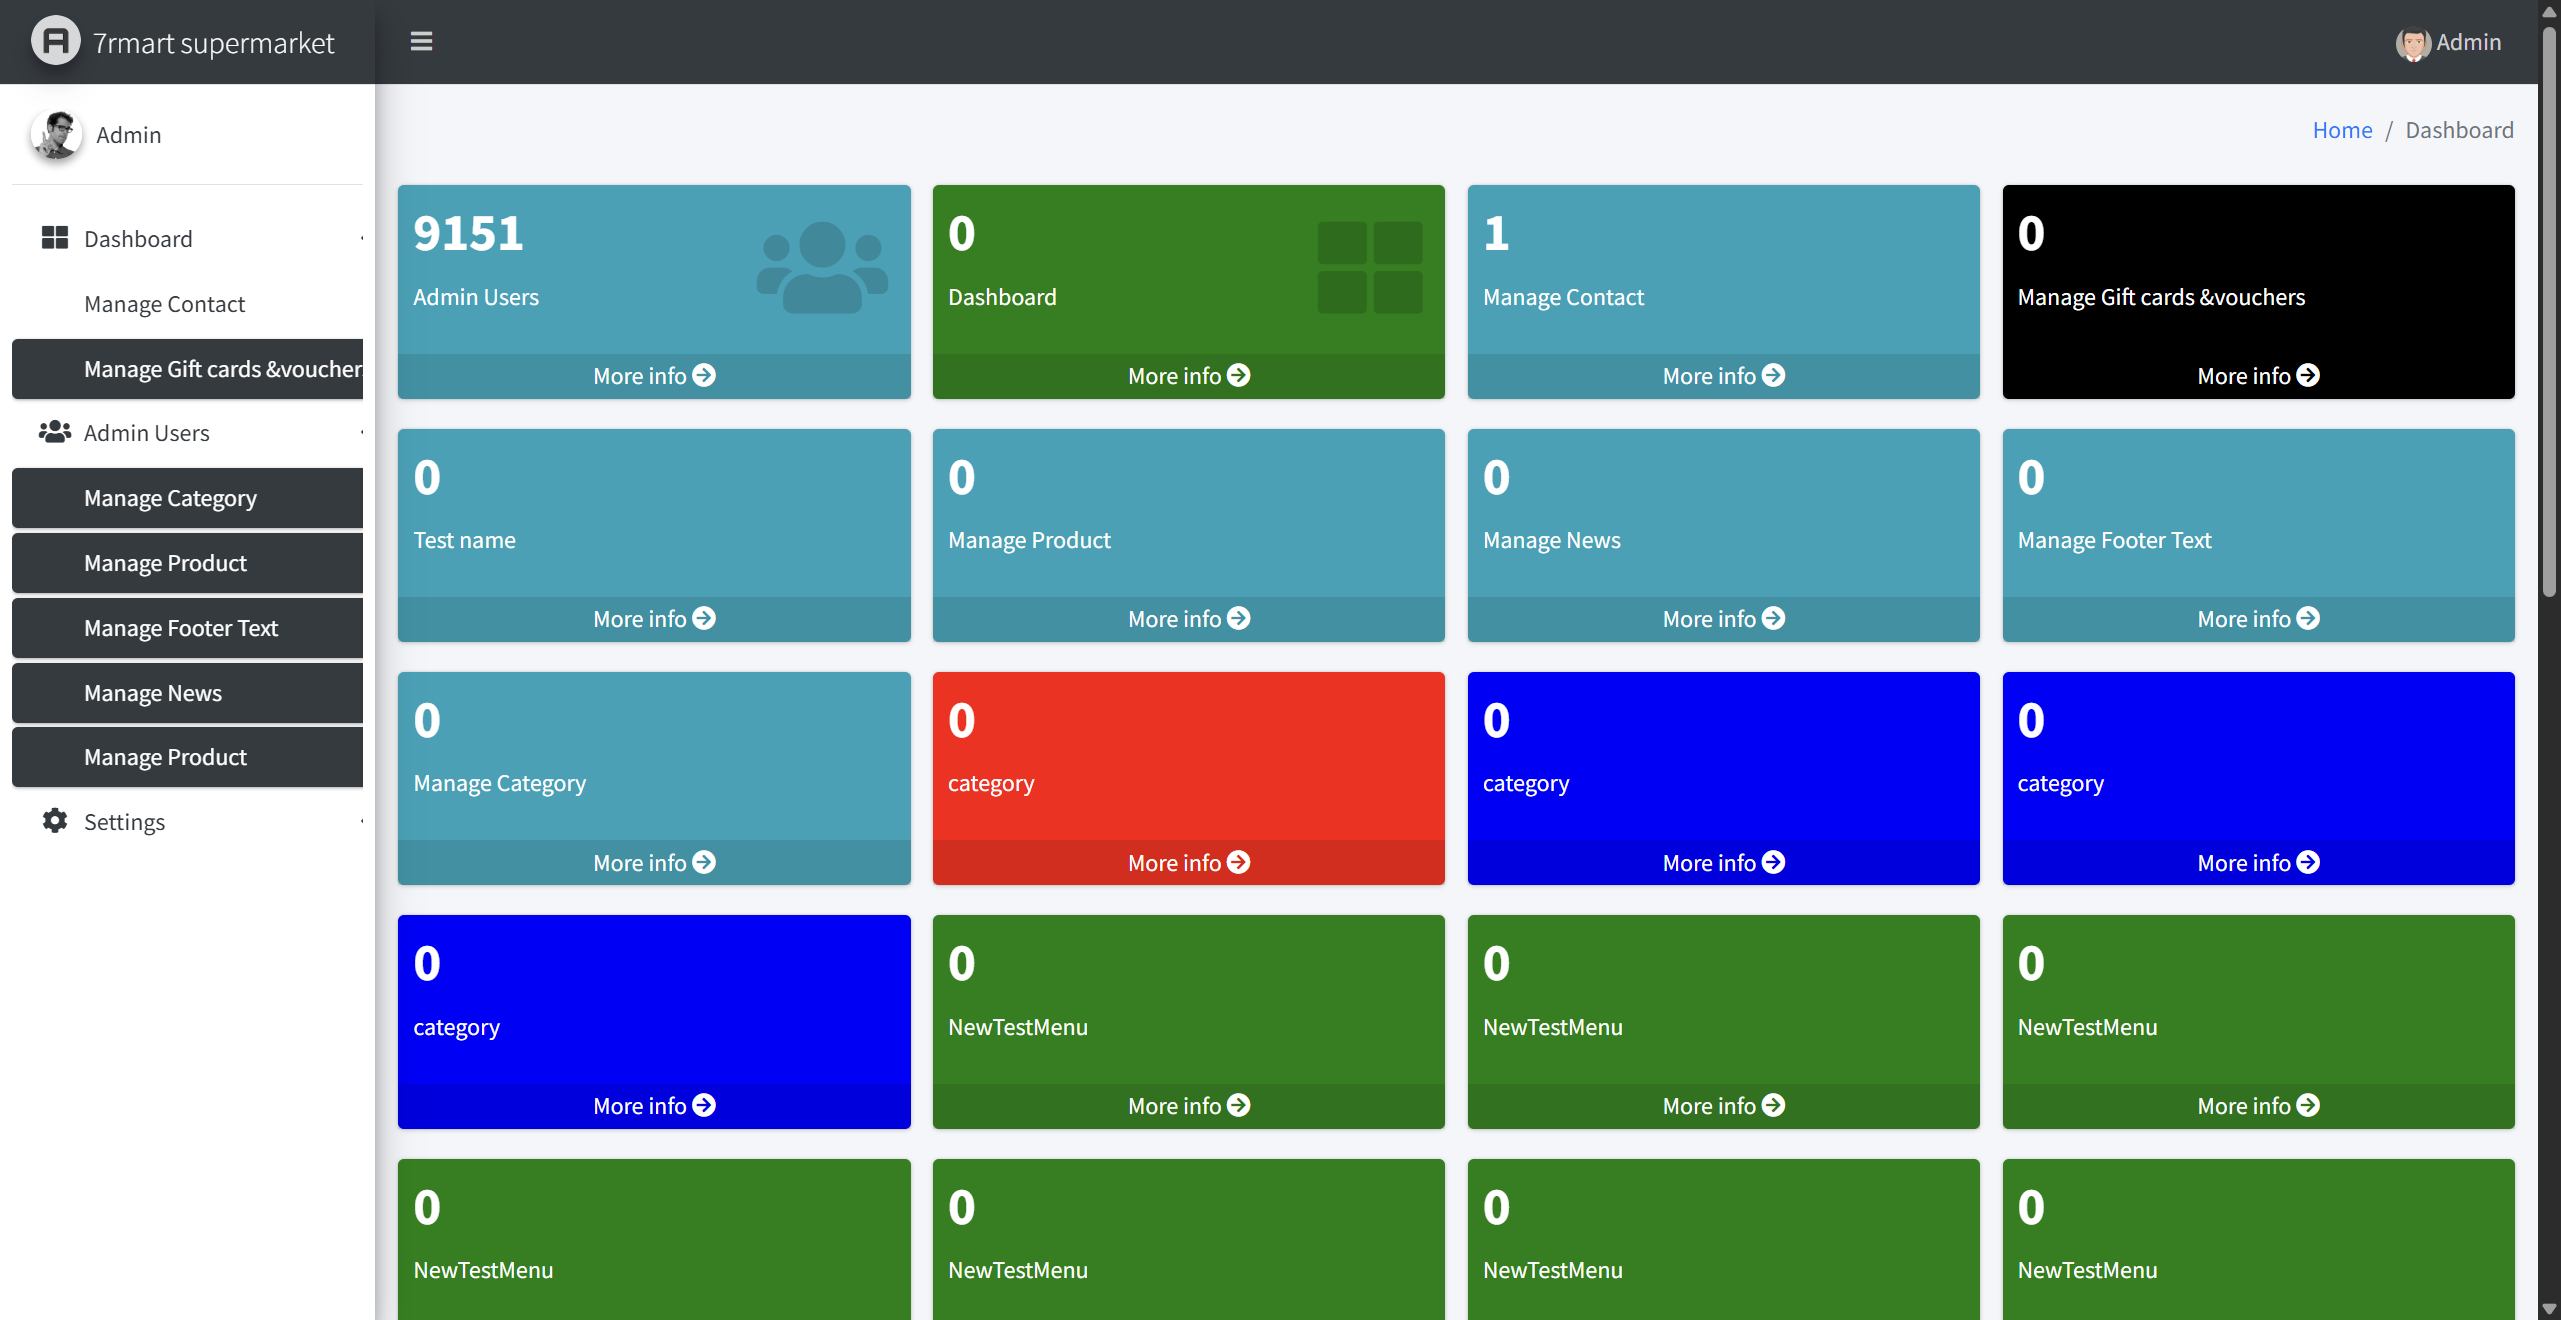 7rmart supermarket
Admin
Admin
Home / Dashboard
Dashboard
Manage Contact
Manage Gift cards &voucher
Admin Users
Manage Category
Manage Product
Manage Footer Text
Manage News
Manage Product
Settings
9151
Admin Users
More info
0
Dashboard
More info
1
Manage Contact
More info
0
Manage Gift cards &vouchers
More info
0
Test name
More info
0
Manage Product
More info
0
Manage News
More info
0
Manage Footer Text
More info
0
Manage Category
More info
0
category
More info
0
category
More info
0
category
More info
0
category
More info
0
NewTestMenu
More info
0
NewTestMenu
More info
0
NewTestMenu
More info
0
NewTestMenu
0
NewTestMenu
0
NewTestMenu
0
NewTestMenu